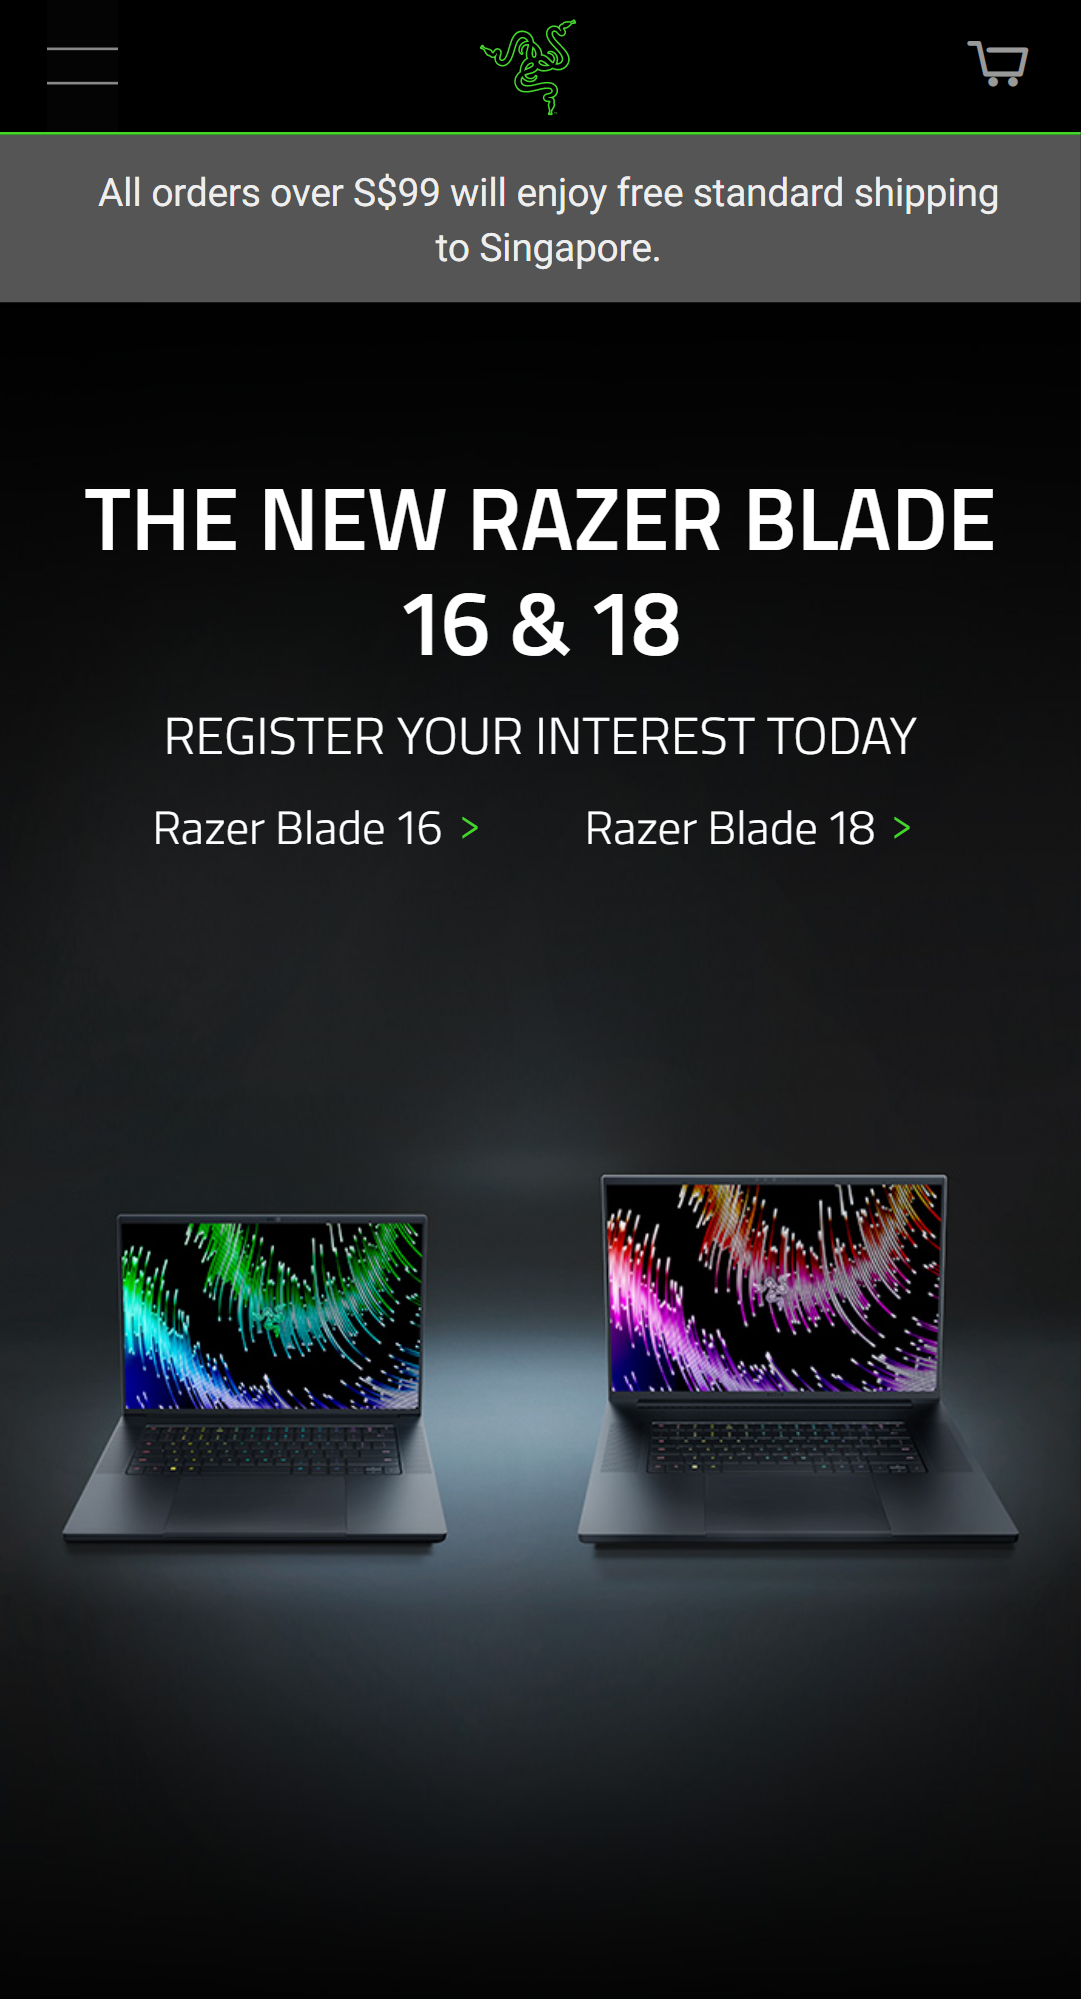 All orders over S$99 will enjoy free standard shipping
to Singapore.
THE NEW RAZER BLADE
16 & 18
REGISTER YOUR INTEREST TODAY
Razer Blade 16 >
Razer Blade 18 >